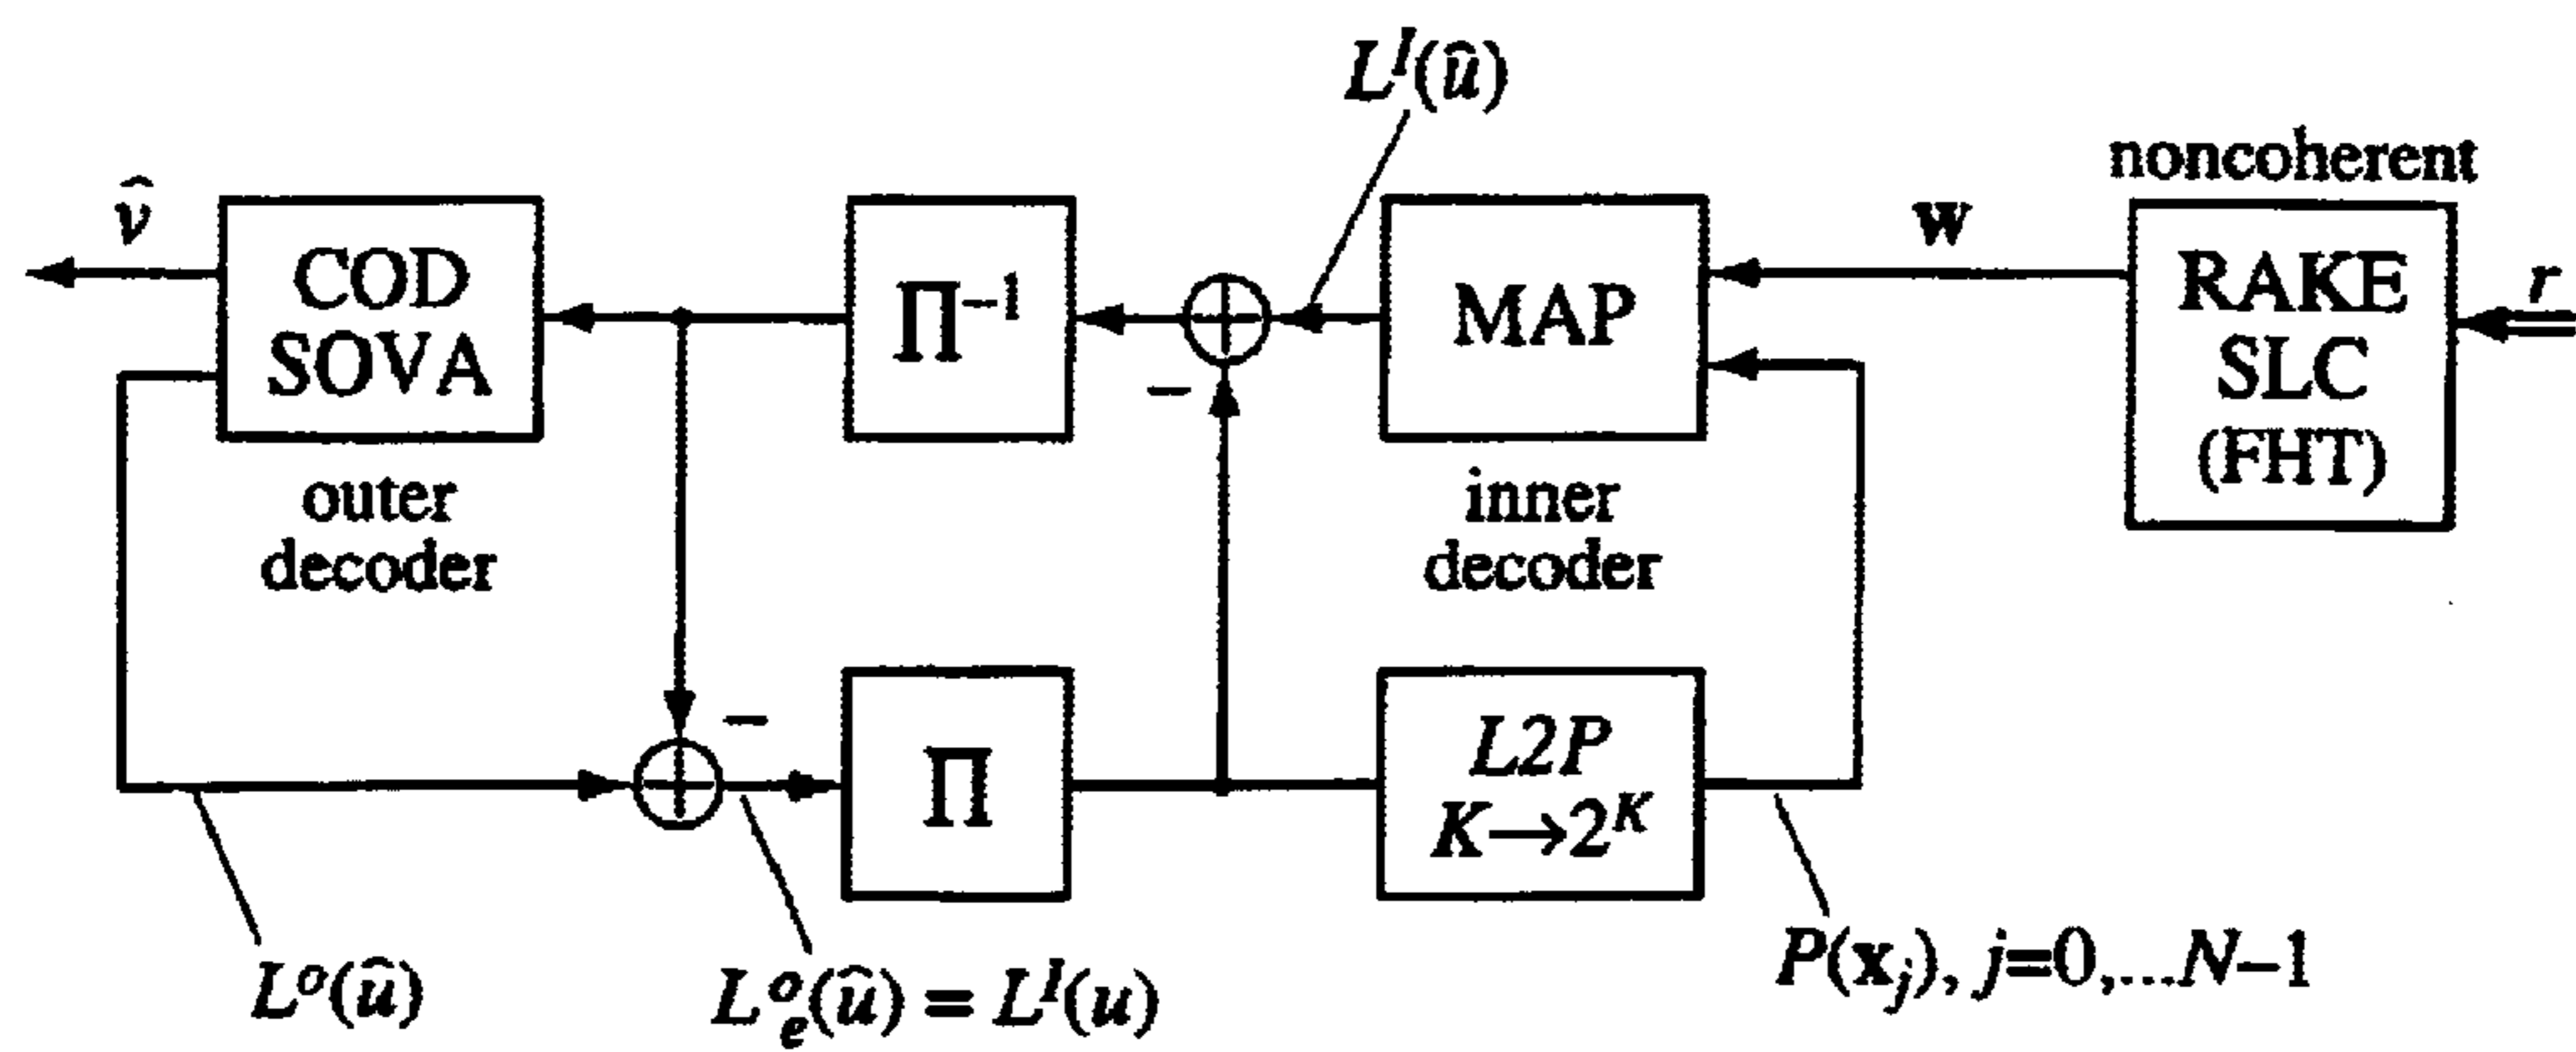 L^I(û)
noncoherent
v̂
COD
SOVA
Π⁻¹
MAP
w
RAKE
SLC
(FHT)
r
outer
decoder
–
inner
decoder
–
Π
L2P
K→2^K
L^o(û)
L^o_e(û) = L^I(u)
P(x_j), j=0,...N–1